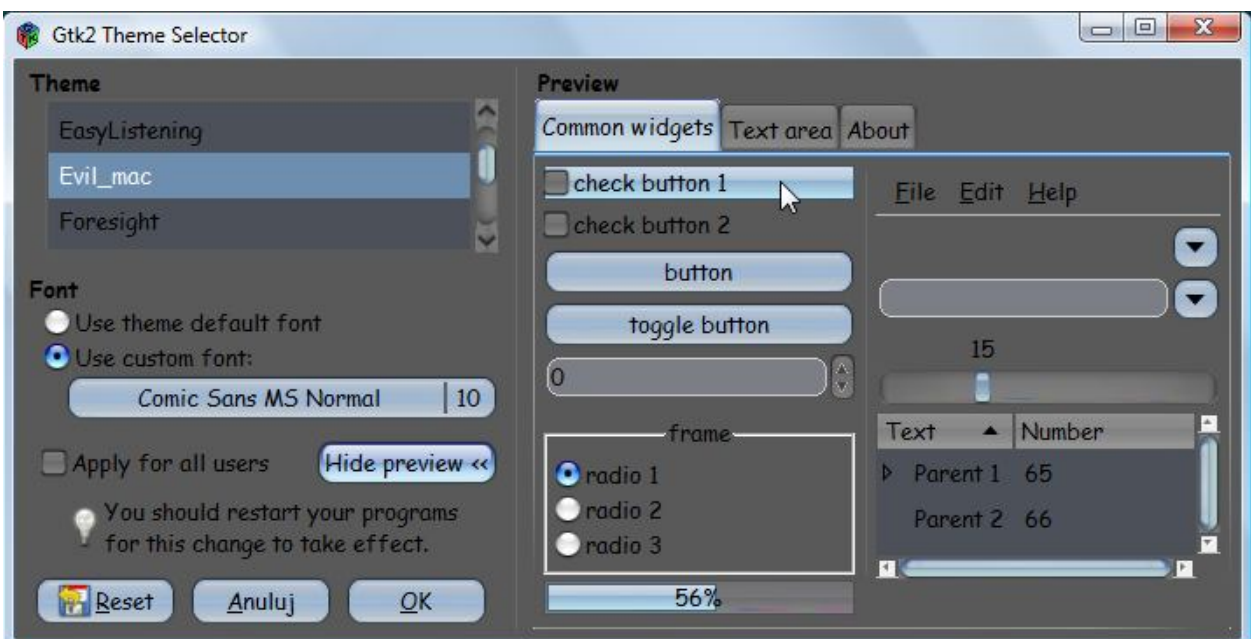 Gtk2 Theme Selector
Theme
EasyListening
Evil_mac
Foresight
Font
Use theme default font
Use custom font:
Comic Sans MS Normal 10
Apply for all users
Hide preview <<
You should restart your programs
for this change to take effect.
Reset Anuluj OK
Preview
Common widgets Text area About
check button 1
check button 2
button
toggle button
0
frame
radio 1
radio 2
radio 3
56%
File Edit Help
15
Text Number
Parent 1 65
Parent 2 66